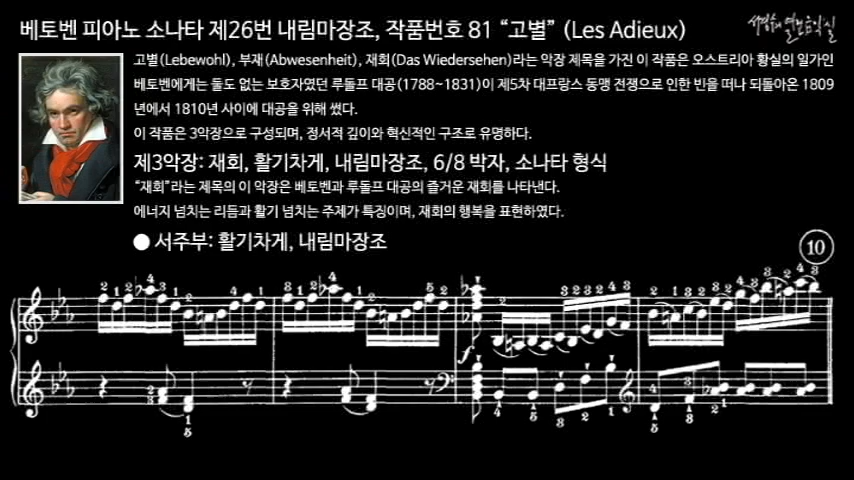 베토벤 피아노 소나타 제26번 내림마장조, 작품번호 81 “고별” (Les Adieux)
고별(Lebewohl), 부재(Abwesenheit), 재회(Das Wiedersehen)라는 악장 제목을 가진 이 작품은 오스트리아 황실의 일가인
베토벤에게는 둘도 없는 보호자였던 루돌프 대공(1788~1831)이 제5차 대프랑스 동맹 전쟁으로 인한 빈을 떠나 되돌아온 1809
년에서 1810년 사이에 대공을 위해 썼다.
이 작품은 3악장으로 구성되며, 정서적 깊이와 혁신적인 구조로 유명하다.
제3악장: 재회, 활기차게, 내림마장조, 6/8 박자, 소나타 형식
“재회”라는 제목의 이 악장은 베토벤과 루돌프 대공의 즐거운 재회를 나타낸다.
에너지 넘치는 리듬과 활기 넘치는 주제가 특징이며, 재회의 행복을 표현하였다.
● 서주부: 활기차게, 내림마장조
10